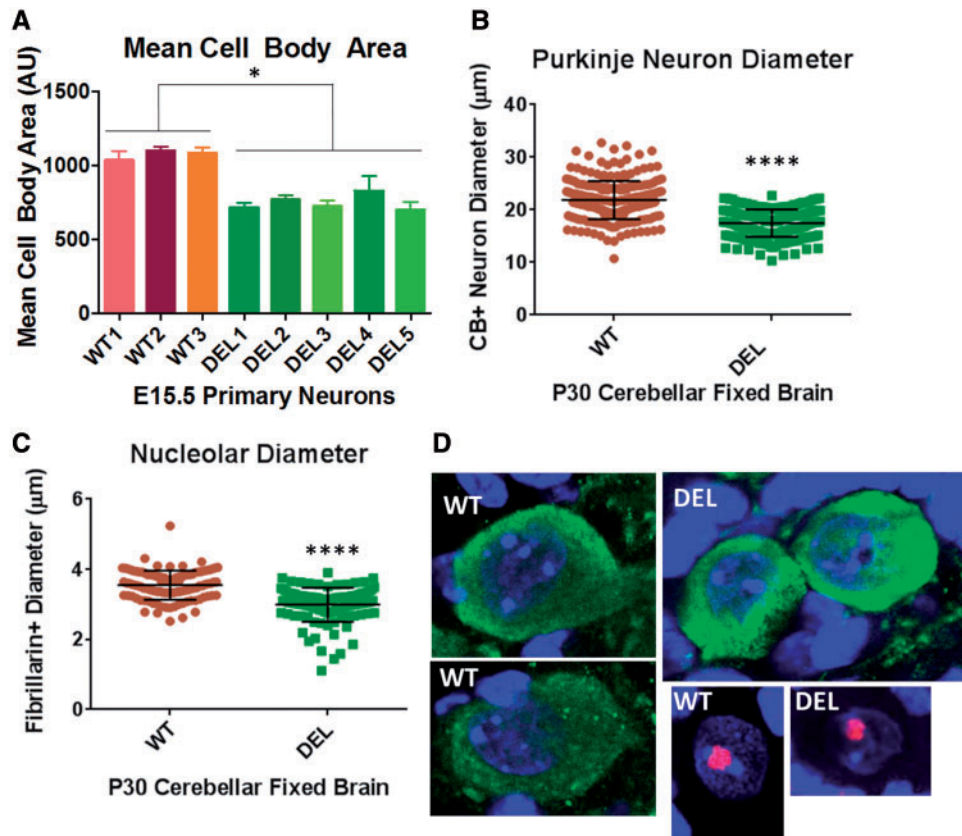 A
Mean Cell Body Area
Mean Cell Body Area (AU)
1500
1000
500
0
*
WT1
WT2
WT3
DEL1
DEL2
DEL3
DEL4
DEL5
E15.5 Primary Neurons
B
Purkinje Neuron Diameter
CB+ Neuron Diameter (μm)
40
30
20
10
0
****
WT
DEL
P30 Cerebellar Fixed Brain
C
Nucleolar Diameter
Fibrillarin+ Diameter (μm)
6
4
2
0
****
WT
DEL
P30 Cerebellar Fixed Brain
D
WT
DEL
WT
WT
DEL